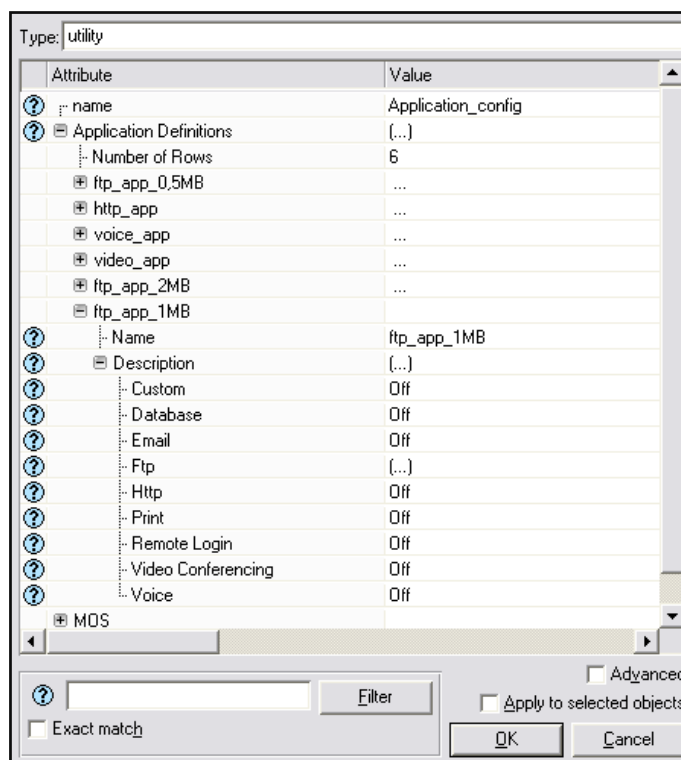 Type: utility
Attribute Value
name Application_config
Application Definitions (...)
Number of Rows 6
ftp_app_0,5MB ...
http_app ...
voice_app ...
video_app ...
ftp_app_2MB ...
ftp_app_1MB
Name ftp_app_1MB
Description (...)
Custom Off
Database Off
Email Off
Ftp (...)
Http Off
Print Off
Remote Login Off
Video Conferencing Off
Voice Off
MOS
Advanced
Filter
Apply to selected objects
Exact match
OK Cancel